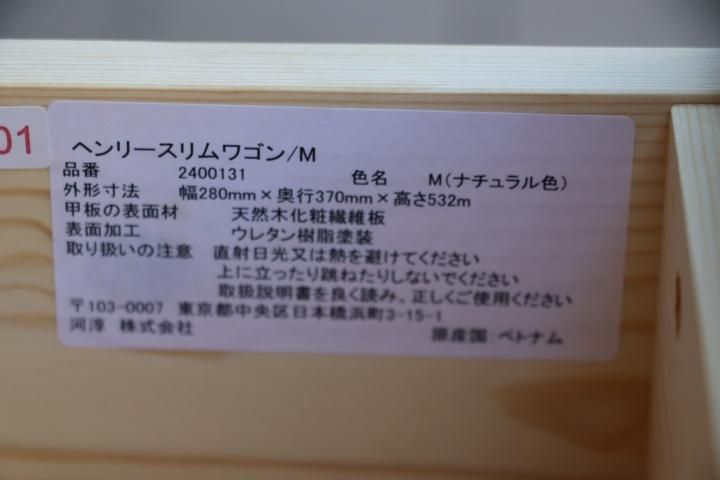 01
ヘンリースリムワゴン/M
品番 2400131 色名 M(ナチュラル色)
外形寸法 幅280mm×奥行370mm×高さ532m
甲板の表面材 天然木化粧繊維板
表面加工 ウレタン樹脂塗装
取り扱いの注意 直射日光又は熱を避けてください
上に立ったり跳ねたりしないでください
取扱説明書を良く読み、正しくご使用ください
〒103-0007 東京都中央区日本橋浜町3-15-1
河淳 株式会社 原産国:ベトナム